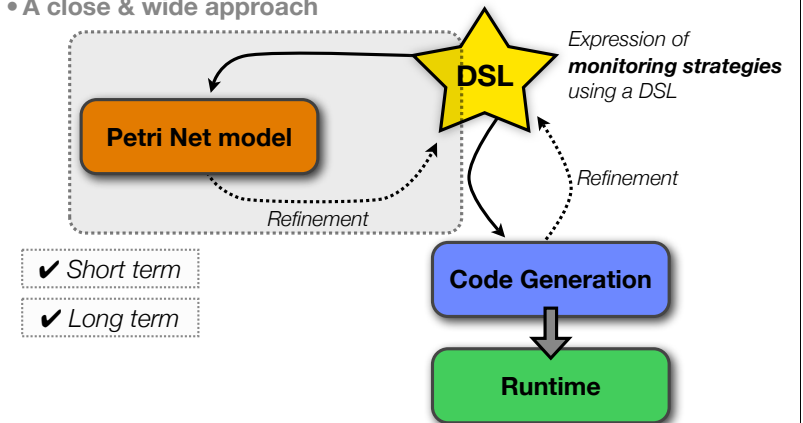 • A close & wide approach
DSL
Expression of
monitoring strategies
using a DSL
Petri Net model
Refinement
Refinement
✔ Short term
✔ Long term
Code Generation
Runtime